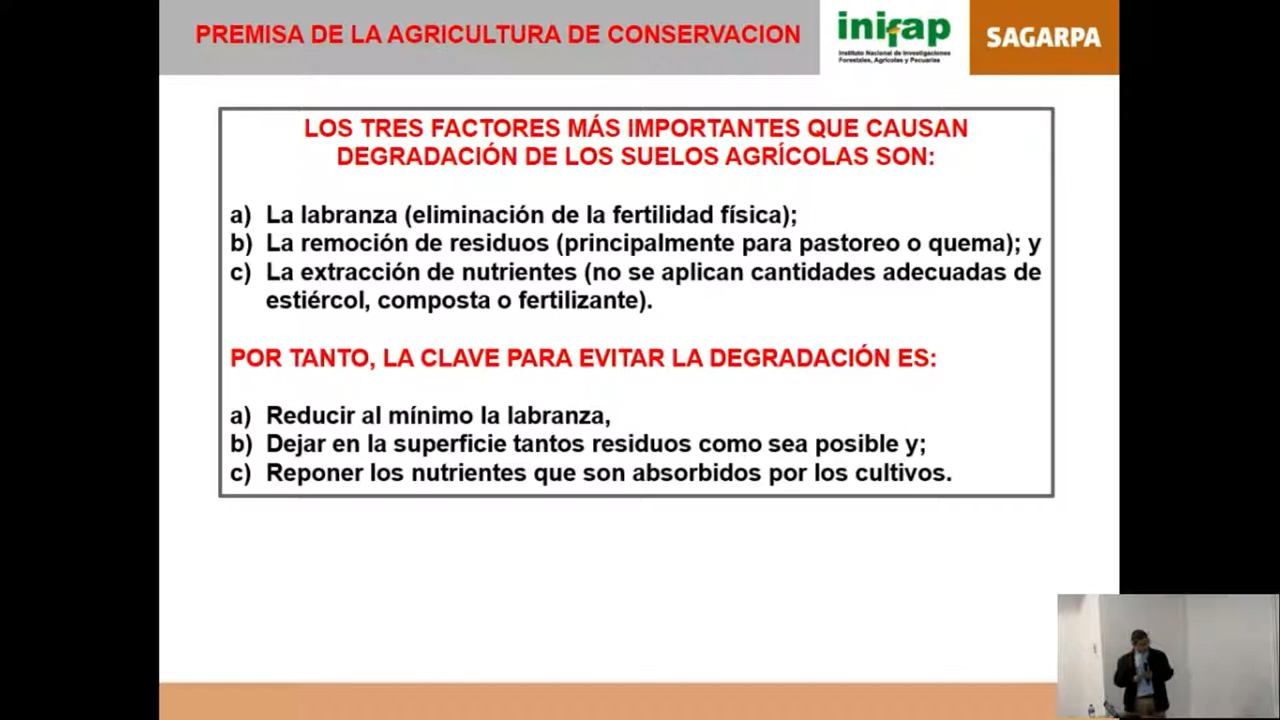 PREMISA DE LA AGRICULTURA DE CONSERVACION
inifap
Instituto Nacional de Investigaciones
Forestales, Agrícolas y Pecuarias
SAGARPA
LOS TRES FACTORES MÁS IMPORTANTES QUE CAUSAN
DEGRADACIÓN DE LOS SUELOS AGRÍCOLAS SON:
a) La labranza (eliminación de la fertilidad física);
b) La remoción de residuos (principalmente para pastoreo o quema); y
c) La extracción de nutrientes (no se aplican cantidades adecuadas de
estiércol, composta o fertilizante).
POR TANTO, LA CLAVE PARA EVITAR LA DEGRADACIÓN ES:
a) Reducir al mínimo la labranza,
b) Dejar en la superficie tantos residuos como sea posible y;
c) Reponer los nutrientes que son absorbidos por los cultivos.